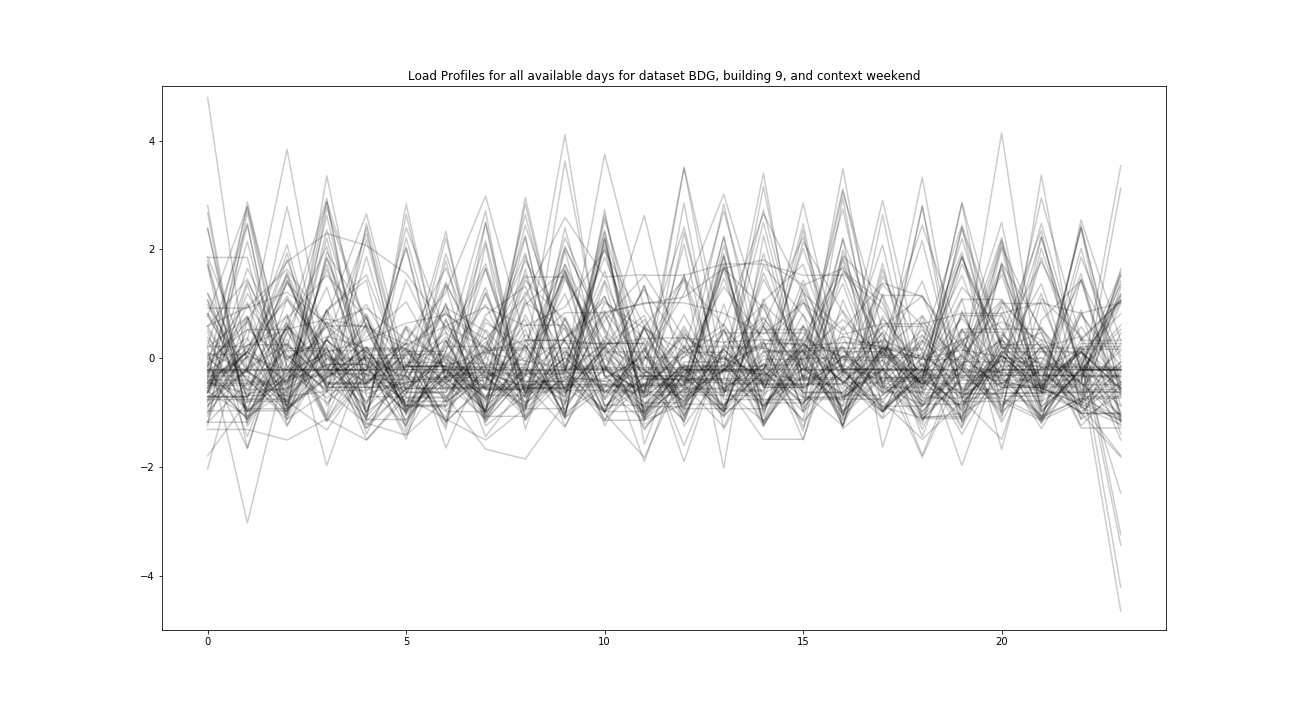 Load Profiles for all available days for dataset BDG, building 9, and context weekend
4
2
0
−2
−4
0 5 10 15 20